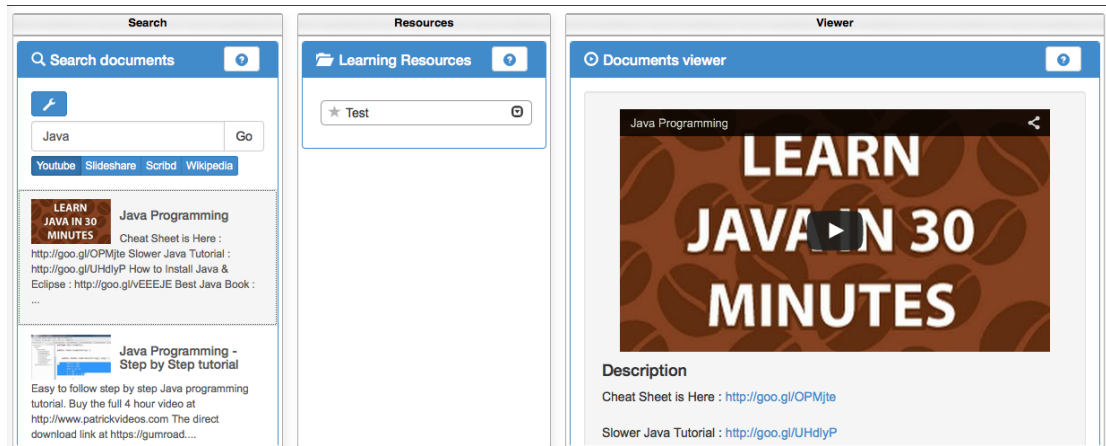 Search
Search documents
Java
Go
Youtube Slideshare Scribd Wikipedia
LEARN
JAVA IN 30
MINUTES
Java Programming
Cheat Sheet is Here :
http://goo.gl/OPMjte Slower Java Tutorial :
http://goo.gl/UHdlyP How to Install Java &
Eclipse : http://goo.gl/vEEEJE Best Java Book :
...
Java Programming -
Step by Step tutorial
Easy to follow step by step Java programming
tutorial. Buy the full 4 hour video at
http://www.patrickvideos.com The direct
download link at https://gumroad....
Resources
Learning Resources
Test
Viewer
Documents viewer
Java Programming
LEARN
JAVA IN 30
MINUTES
Description
Cheat Sheet is Here : http://goo.gl/OPMjte
Slower Java Tutorial : http://goo.gl/UHdlyP